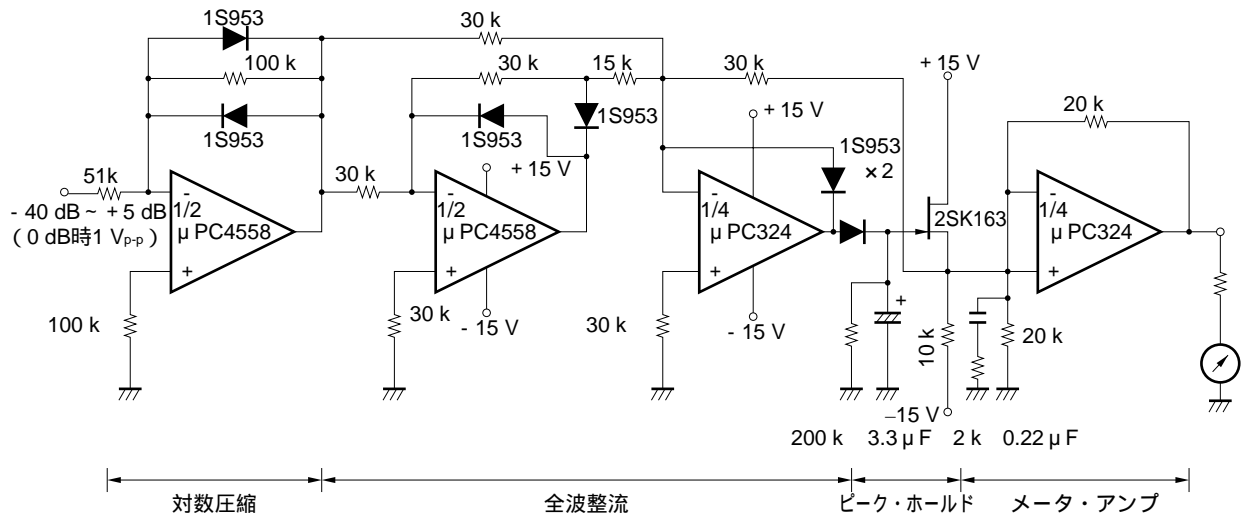 1S953
100 k
1S953
30 k
30 k
15 k
30 k
+ 15 V
1S953
1S953
+ 15 V
+ 15 V
1S953
×2
20 k
51k
- 40 dB ~ + 5 dB
(0 dB時1 Vp-p)
-
1/2
μ PC4558
+
30 k
-
1/2
μ PC4558
+
-
1/4
μ PC324
+
2SK163
-
1/4
μ PC324
+
100 k
30 k
- 15 V
30 k
- 15 V
+
10 k
20 k
−15 V
200 k
3.3 μ F
2 k
0.22 μ F
対数圧縮
全波整流
ピーク・ホールド
メータ・アンプ